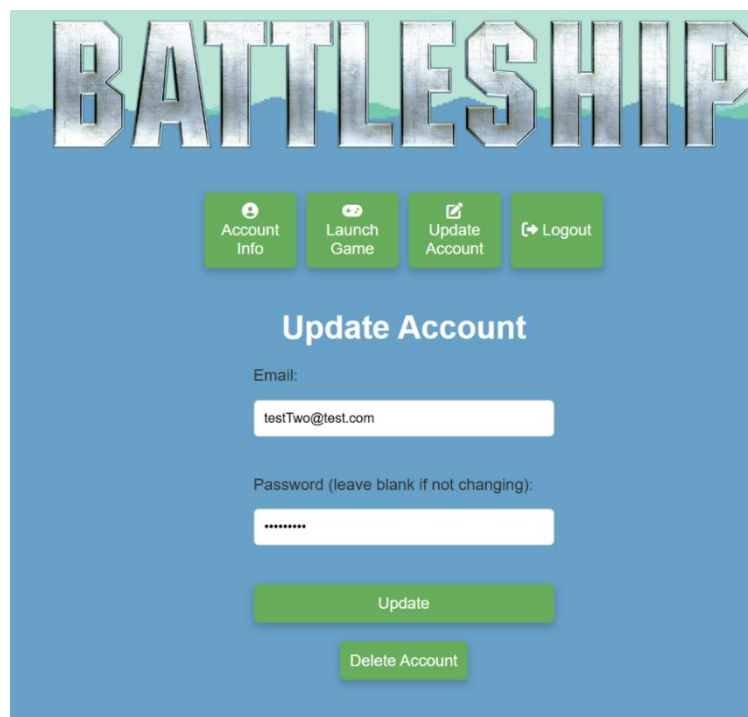 BATTLESHIP
Account
Info
Launch
Game
Update
Account
Logout
Update Account
Email:
testTwo@test.com
Password (leave blank if not changing):
•••••••••
Update
Delete Account